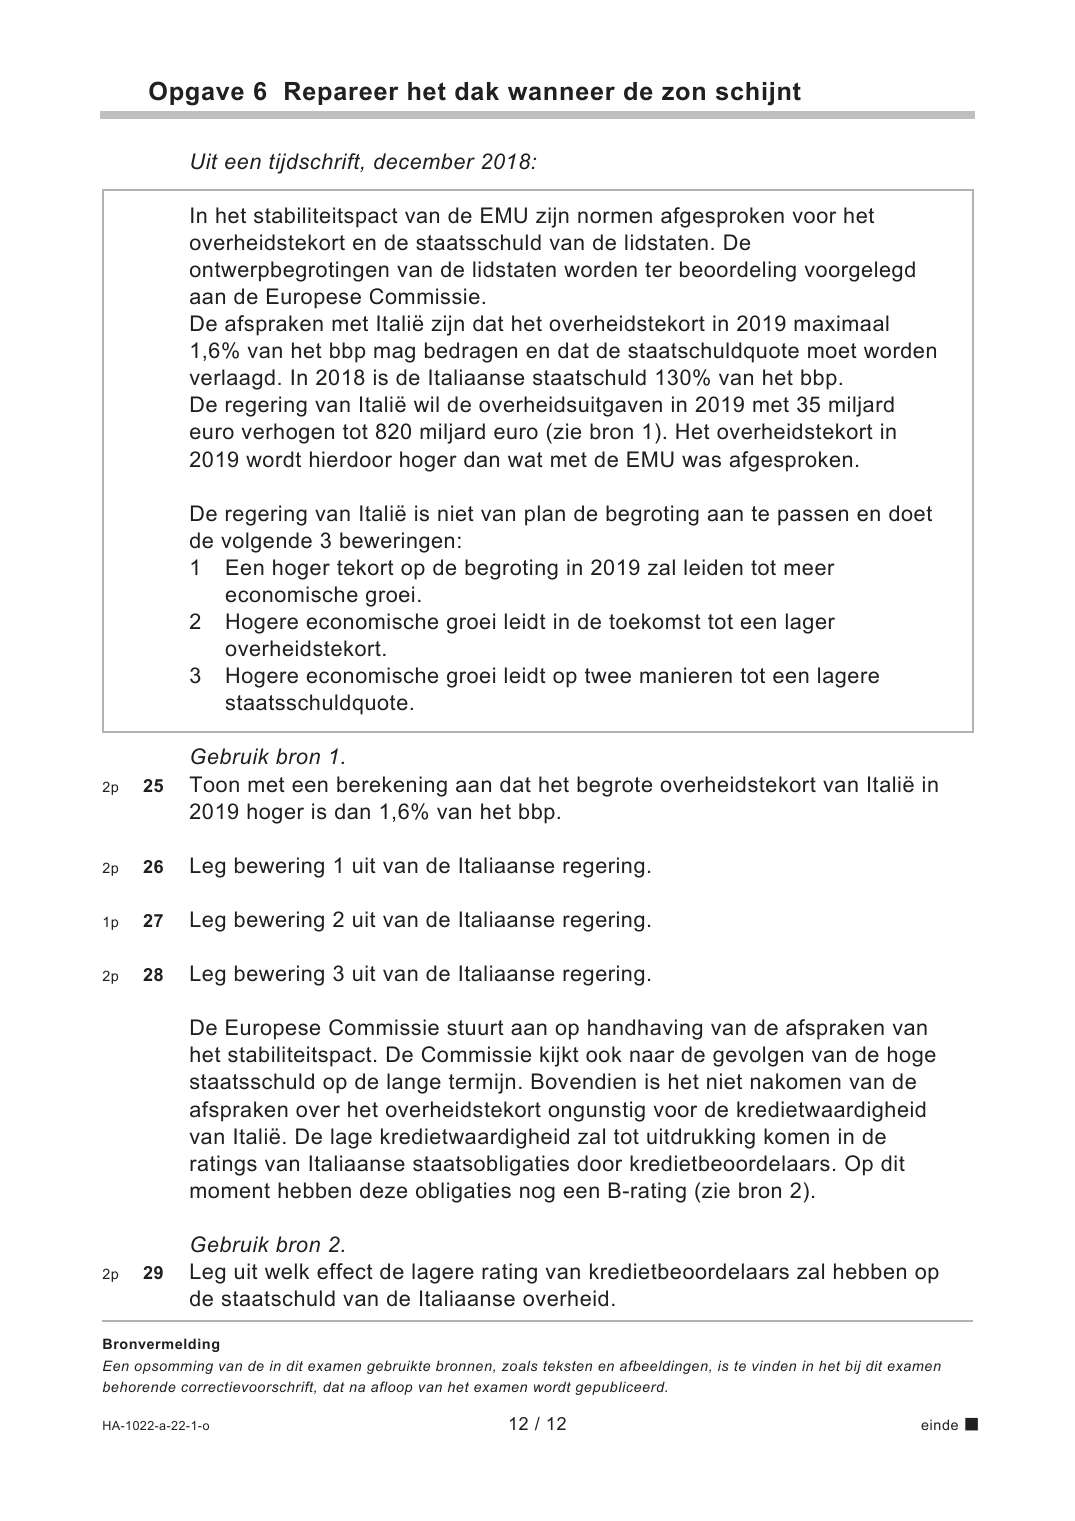 Opgave 6  Repareer het dak wanneer de zon schijnt
Uit een tijdschrift, december 2018:
In het stabiliteitspact van de EMU zijn normen afgesproken voor het
overheidstekort en de staatsschuld van de lidstaten. De
ontwerpbegrotingen van de lidstaten worden ter beoordeling voorgelegd
aan de Europese Commissie.
De afspraken met Italië zijn dat het overheidstekort in 2019 maximaal
1,6% van het bbp mag bedragen en dat de staatschuldquote moet worden
verlaagd. In 2018 is de Italiaanse staatschuld 130% van het bbp.
De regering van Italië wil de overheidsuitgaven in 2019 met 35 miljard
euro verhogen tot 820 miljard euro (zie bron 1). Het overheidstekort in
2019 wordt hierdoor hoger dan wat met de EMU was afgesproken.
De regering van Italië is niet van plan de begroting aan te passen en doet
de volgende 3 beweringen:
1 Een hoger tekort op de begroting in 2019 zal leiden tot meer
economische groei.
2 Hogere economische groei leidt in de toekomst tot een lager
overheidstekort.
3 Hogere economische groei leidt op twee manieren tot een lagere
staatsschuldquote.
Gebruik bron 1.
2p 25 Toon met een berekening aan dat het begrote overheidstekort van Italië in
2019 hoger is dan 1,6% van het bbp.
2p 26 Leg bewering 1 uit van de Italiaanse regering.
1p 27 Leg bewering 2 uit van de Italiaanse regering.
2p 28 Leg bewering 3 uit van de Italiaanse regering.
De Europese Commissie stuurt aan op handhaving van de afspraken van
het stabiliteitspact. De Commissie kijkt ook naar de gevolgen van de hoge
staatsschuld op de lange termijn. Bovendien is het niet nakomen van de
afspraken over het overheidstekort ongunstig voor de kredietwaardigheid
van Italië. De lage kredietwaardigheid zal tot uitdrukking komen in de
ratings van Italiaanse staatsobligaties door kredietbeoordelaars. Op dit
moment hebben deze obligaties nog een B-rating (zie bron 2).
Gebruik bron 2.
2p 29 Leg uit welk effect de lagere rating van kredietbeoordelaars zal hebben op
de staatschuld van de Italiaanse overheid.
Bronvermelding
Een opsomming van de in dit examen gebruikte bronnen, zoals teksten en afbeeldingen, is te vinden in het bij dit examen
behorende correctievoorschrift, dat na afloop van het examen wordt gepubliceerd.
HA-1022-a-22-1-o 12 / 12 einde ■